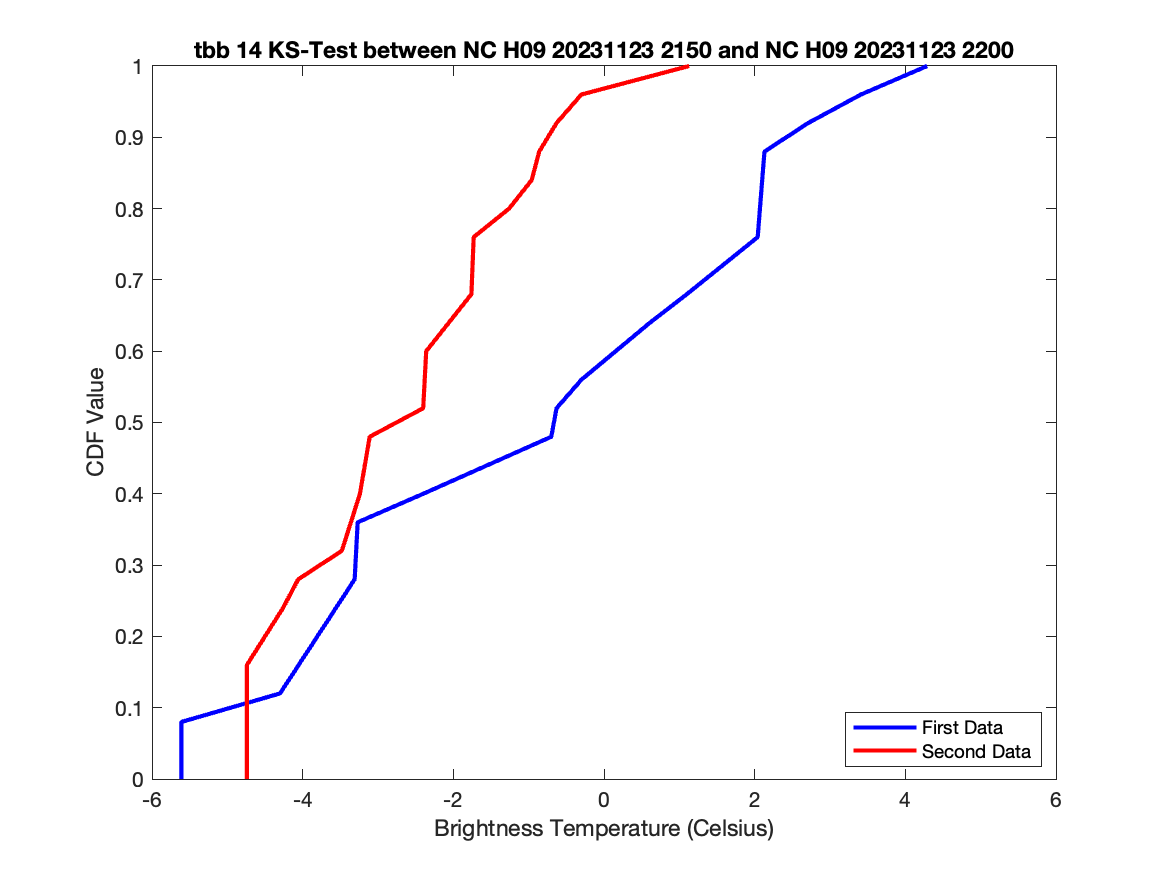 tbb 14 KS-Test between NC H09 20231123 2150 and NC H09 20231123 2200
1
0.9
0.8
0.7
0.6
0.5
0.4
0.3
0.2
0.1
0
CDF Value
First Data
Second Data
-6 -4 -2 0 2 4 6
Brightness Temperature (Celsius)